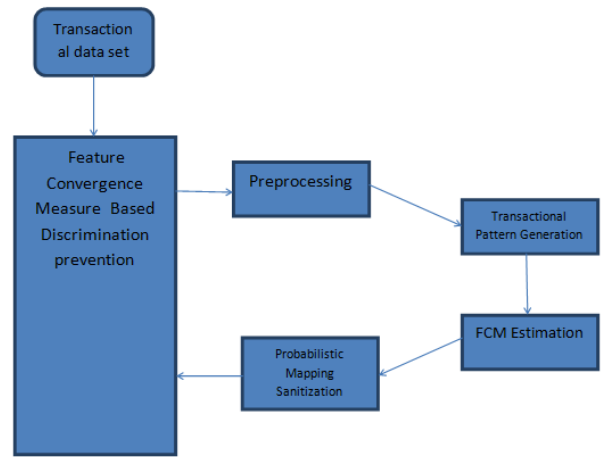 Transaction
al data set
Feature
Convergence
Measure Based
Discrimination
prevention
Preprocessing
Transactional
Pattern Generation
FCM Estimation
Probabilistic
Mapping
Sanitization